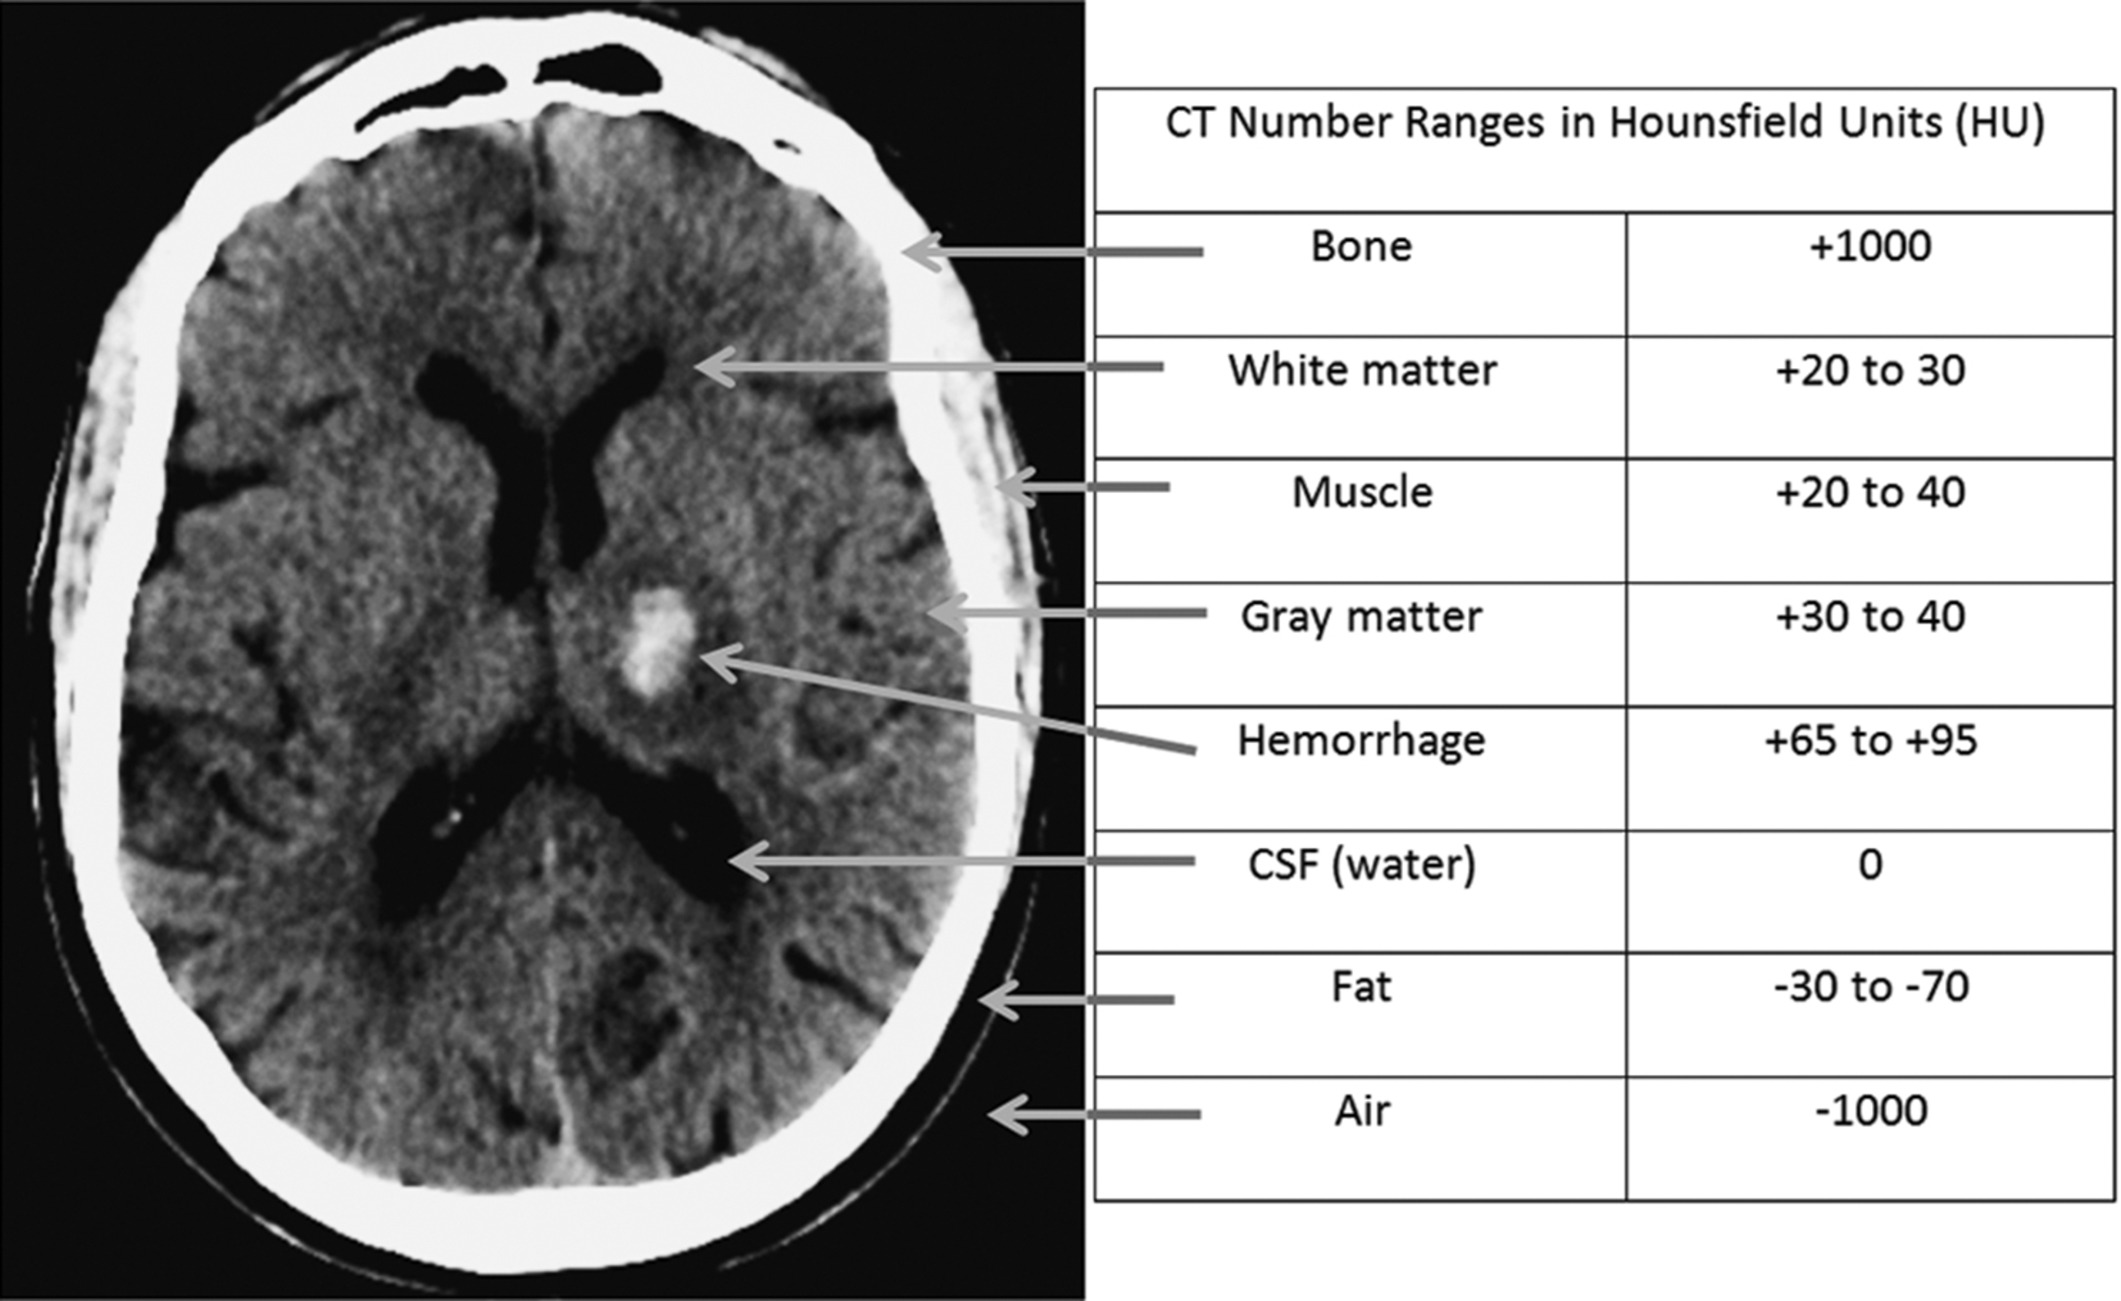 CT Number Ranges in Hounsfield Units (HU)
Bone +1000
White matter +20 to 30
Muscle +20 to 40
Gray matter +30 to 40
Hemorrhage +65 to +95
CSF (water) 0
Fat -30 to -70
Air -1000